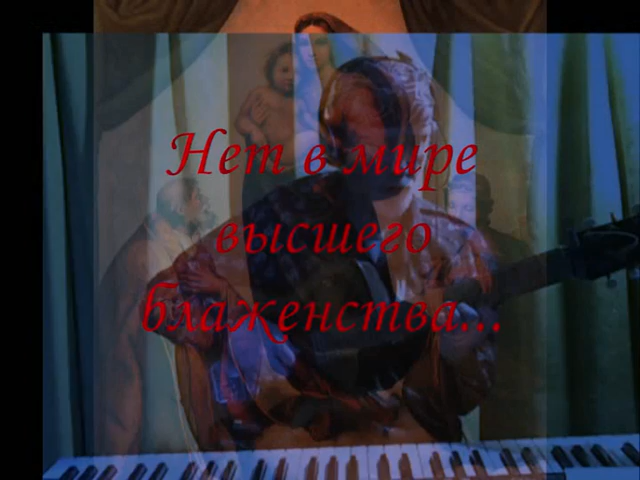 Нет в мире
высшего
блаженства...